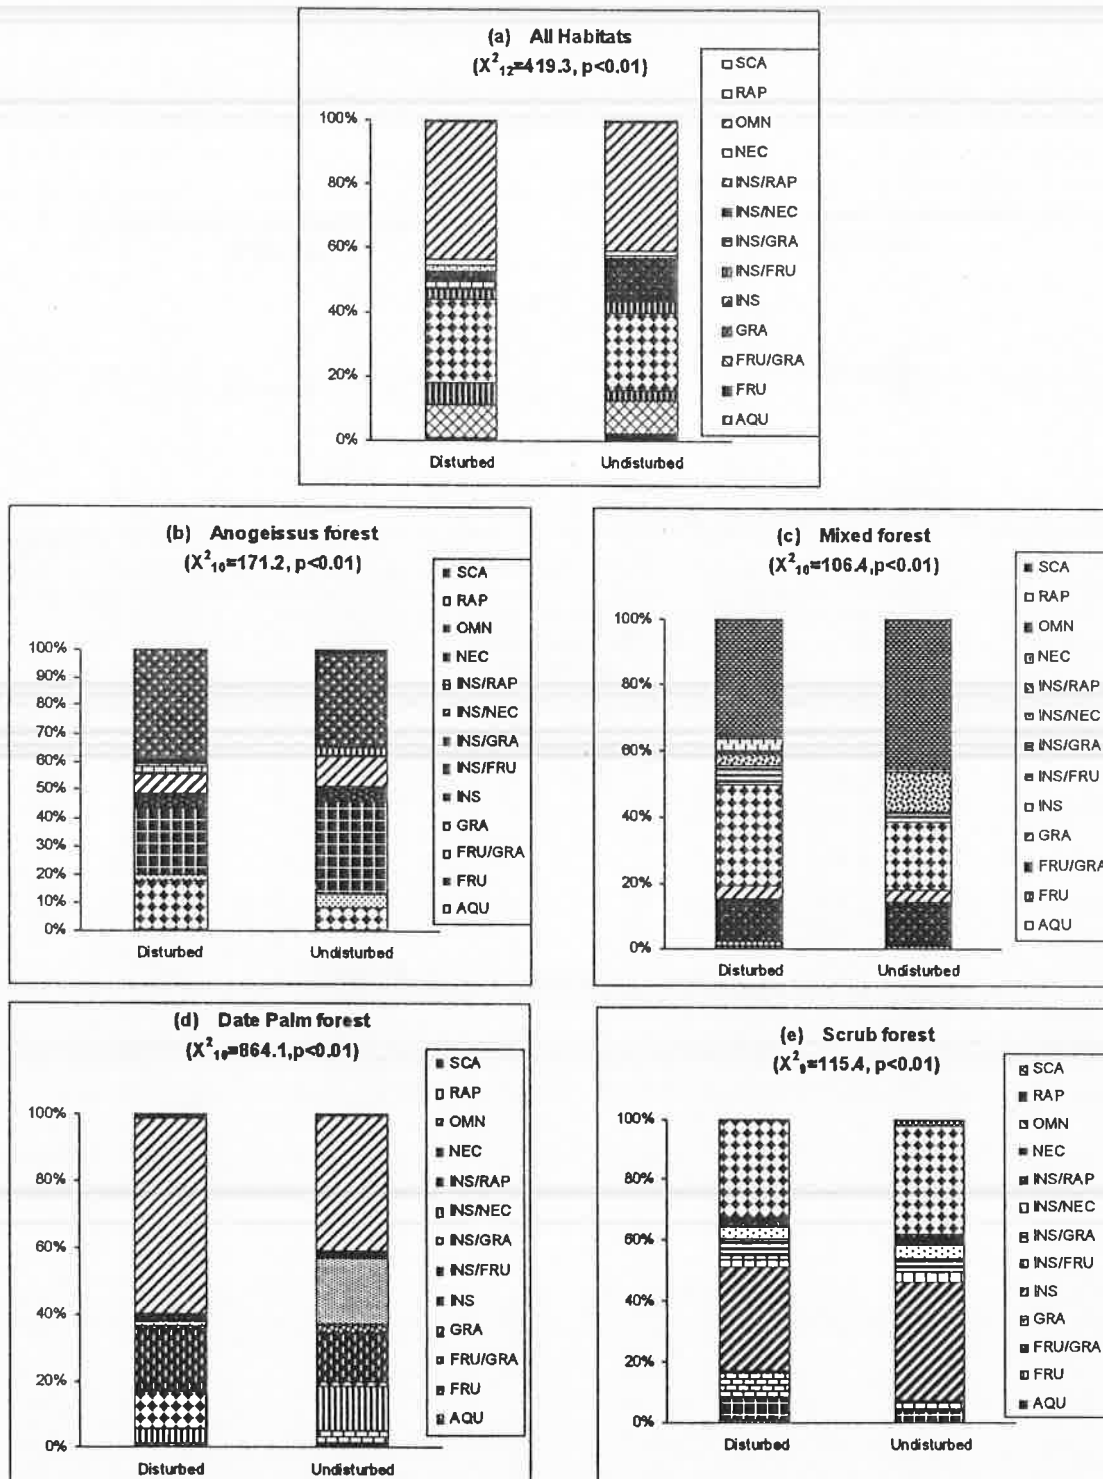 (a) All Habitats
(X²₁₂=419.3, p<0.01)
SCA
RAP
OMN
NEC
INS/RAP
INS/NEC
INS/GRA
INS/FRU
INS
GRA
FRU/GRA
FRU
AQU
100%
80%
60%
40%
20%
0%
Disturbed Undisturbed
(b) Anogeissus forest
(X²₁₀=171.2, p<0.01)
SCA
RAP
OMN
NEC
INS/RAP
INS/NEC
INS/GRA
INS/FRU
INS
GRA
FRU/GRA
FRU
AQU
100%
90%
80%
70%
60%
50%
40%
30%
20%
10%
0%
Disturbed Undisturbed
(c) Mixed forest
(X²₁₀=106.4,p<0.01)
SCA
RAP
OMN
NEC
INS/RAP
INS/NEC
INS/GRA
INS/FRU
INS
GRA
FRU/GRA
FRU
AQU
100%
80%
60%
40%
20%
0%
Disturbed Undisturbed
(d) Date Palm forest
(X²₁₀=864.1,p<0.01)
SCA
RAP
OMN
NEC
INS/RAP
INS/NEC
INS/GRA
INS/FRU
INS
GRA
FRU/GRA
FRU
AQU
100%
80%
60%
40%
20%
0%
Disturbed Undisturbed
(e) Scrub forest
(X²₉=115.4, p<0.01)
SCA
RAP
OMN
NEC
INS/RAP
INS/NEC
INS/GRA
INS/FRU
INS
GRA
FRU/GRA
FRU
AQU
100%
80%
60%
40%
20%
0%
Disturbed Undisturbed